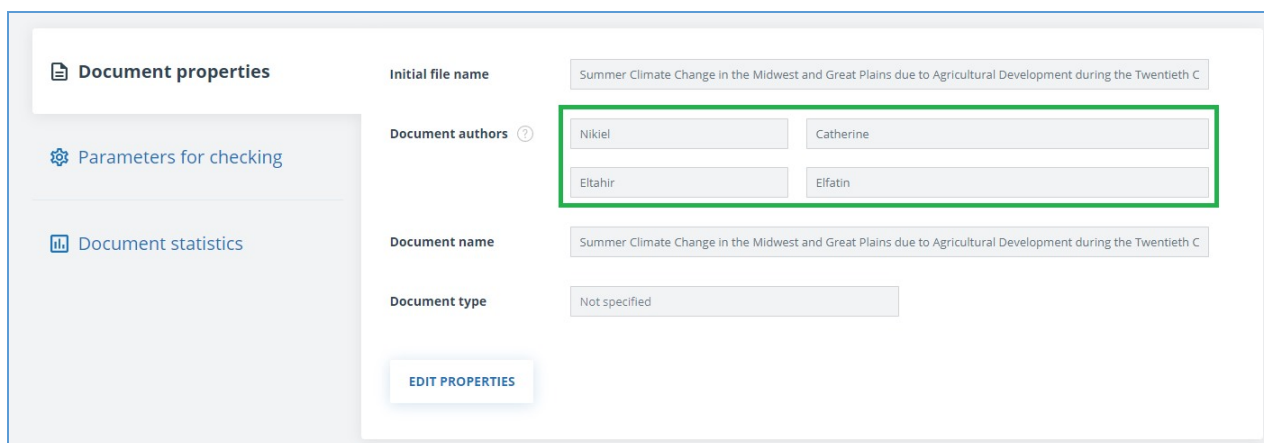 Document properties
Parameters for checking
Document statistics
Initial file name Summer Climate Change in the Midwest and Great Plains due to Agricultural Development during the Twentieth C
Document authors ? Nikiel Catherine
Eltahir Elfatin
Document name Summer Climate Change in the Midwest and Great Plains due to Agricultural Development during the Twentieth C
Document type Not specified
EDIT PROPERTIES